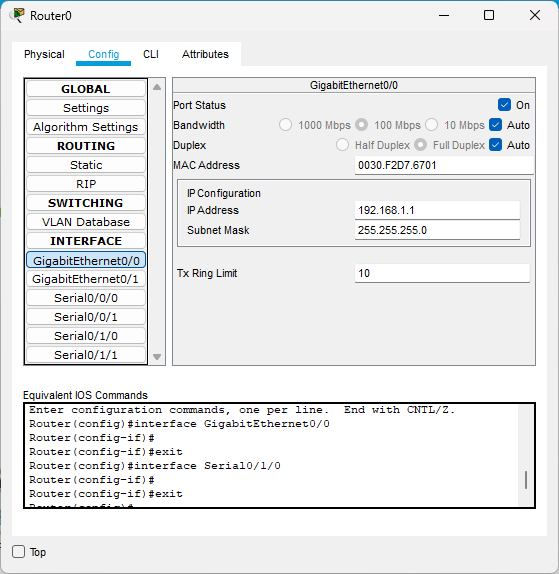 Router0
Physical Config CLI Attributes
GLOBAL
Settings
Algorithm Settings
ROUTING
Static
RIP
SWITCHING
VLAN Database
INTERFACE
GigabitEthernet0/0
GigabitEthernet0/1
Serial0/0/0
Serial0/0/1
Serial0/1/0
Serial0/1/1
GigabitEthernet0/0
Port Status On
Bandwidth 1000 Mbps 100 Mbps 10 Mbps Auto
Duplex Half Duplex Full Duplex Auto
MAC Address 0030.F2D7.6701
IP Configuration
IP Address 192.168.1.1
Subnet Mask 255.255.255.0
Tx Ring Limit 10
Equivalent IOS Commands
Enter configuration commands, one per line. End with CNTL/Z.
Router(config)#interface GigabitEthernet0/0
Router(config-if)#
Router(config-if)#exit
Router(config)#interface Serial0/1/0
Router(config-if)#
Router(config-if)#exit
Router(config)#
Top